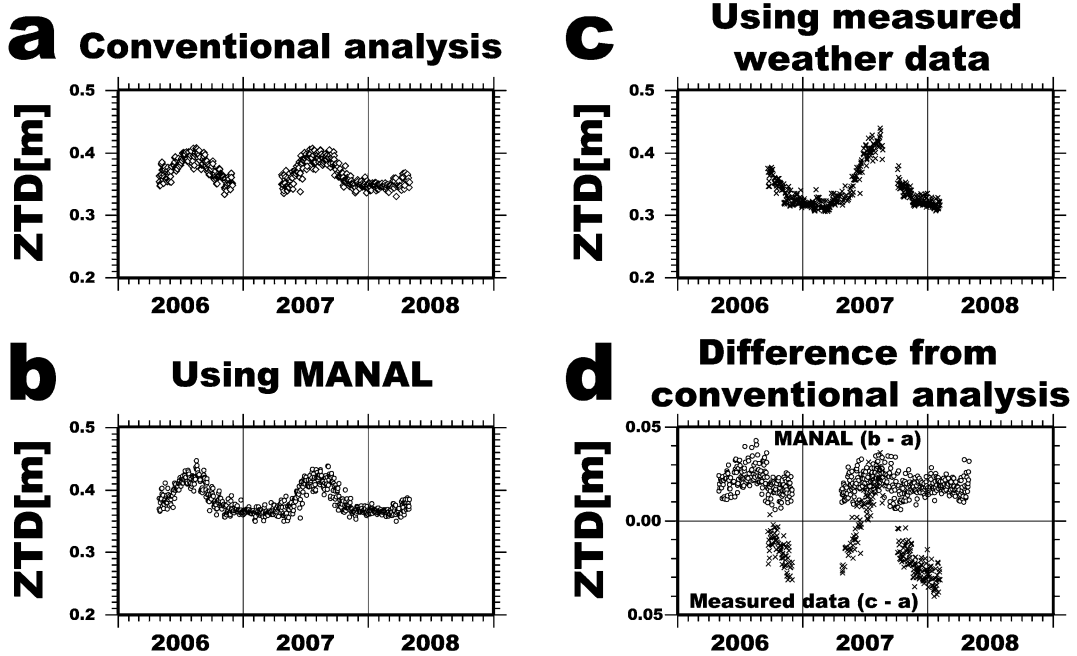 a Conventional analysis
ZTD[m]
0.5
0.4
0.3
0.2
2006 2007 2008
b Using MANAL
ZTD[m]
0.5
0.4
0.3
0.2
2006 2007 2008
c Using measured
weather data
ZTD[m]
0.5
0.4
0.3
0.2
2006 2007 2008
d Difference from
conventional analysis
ZTD[m]
0.05
MANAL (b - a)
0.00
Measured data (c - a)
0.05
2006 2007 2008